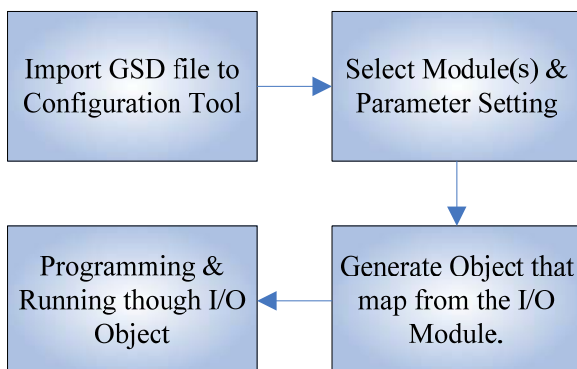 Import GSD file to
Configuration Tool
Select Module(s) &
Parameter Setting
Generate Object that
map from the I/O
Module.
Programming &
Running though I/O
Object